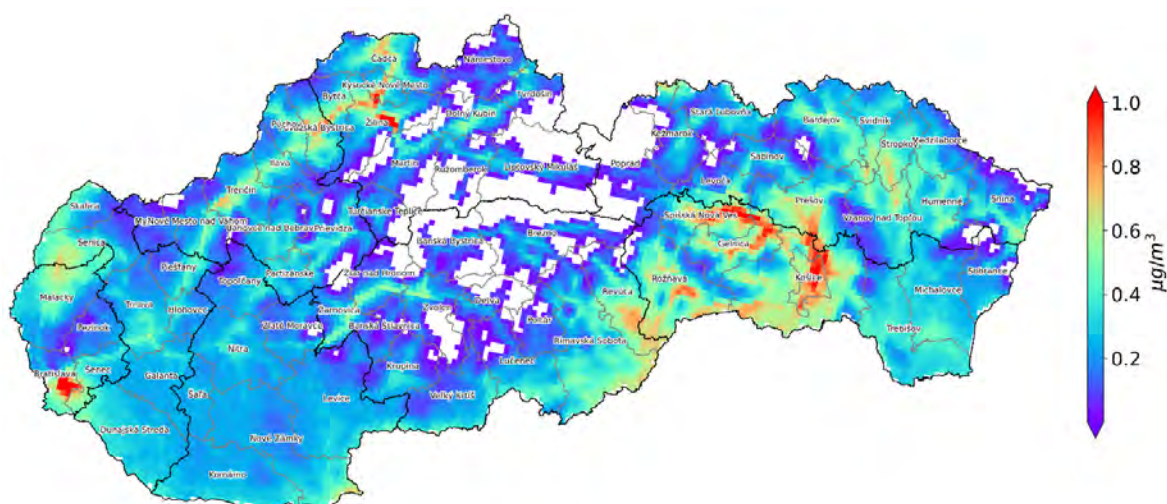 Čadca
Námestovo
Kysucké Nové Mesto
Bytča
Tvrdošín
Žilina
Dolný Kubín
Považská Bystrica
Stará Ľubovňa
Bardejov
Svidník
Kežmarok
Stropkov
Medzilaborce
Ilava
Martin
Ružomberok
Liptovský Mikuláš
Poprad
Sabinov
Levoča
Trenčín
Prešov
Humenné
Snina
Skalica
Nové Mesto nad Váhom
Turčianske Teplice
Spišská Nová Ves
Vranov nad Topľou
Bánovce nad Bebravou
Prievidza
Banská Bystrica
Brezno
Gelnica
Senica
Piešťany
Topoľčany
Partizánske
Žiar nad Hronom
Rožňava
Košice
Sobrance
Malacky
Revúca
Michalovce
Trnava
Hlohovec
Žarnovica
Zvolen
Detva
Pezinok
Zlaté Moravce
Banská Štiavnica
Poltár
Trebišov
Nitra
Rimavská Sobota
Bratislava
Senec
Galanta
Krupina
Lučenec
Šaľa
Levice
Veľký Krtíš
Dunajská Streda
Nové Zámky
Komárno
1.0
0.8
0.6
0.4
0.2
μg/m³